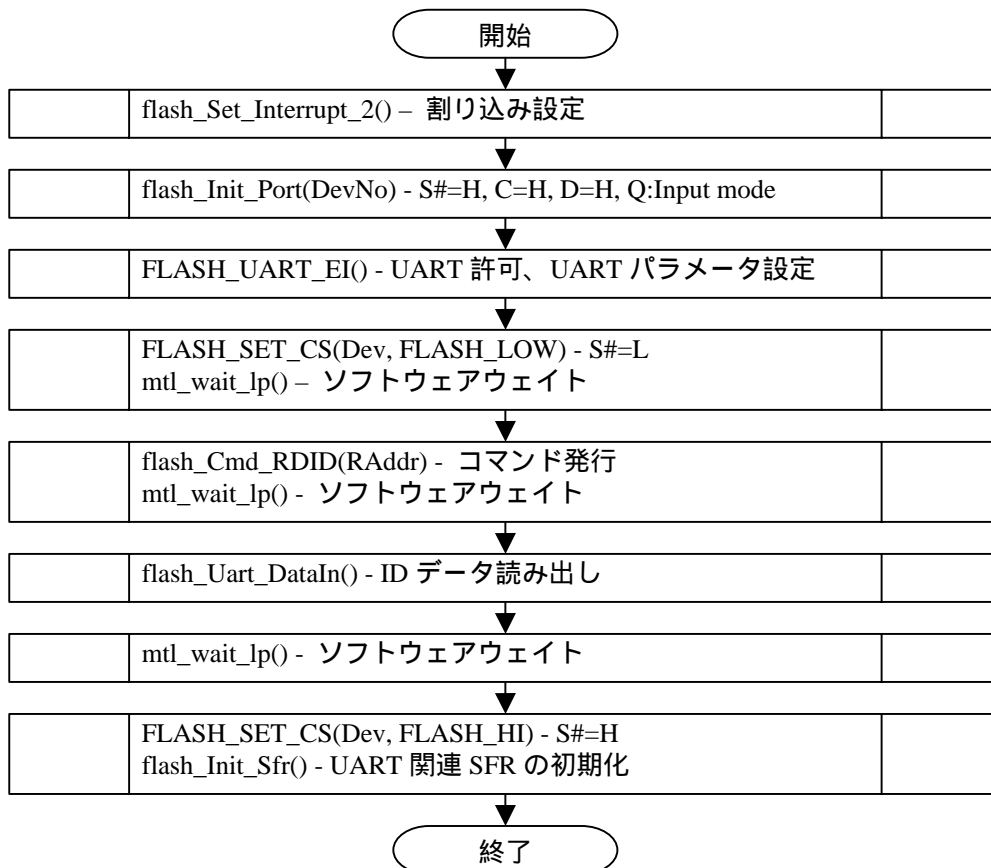 開始
flash_Set_Interrupt_2() – 割り込み設定
flash_Init_Port(DevNo) - S#=H, C=H, D=H, Q:Input mode
FLASH_UART_EI() - UART 許可、UART パラメータ設定
FLASH_SET_CS(Dev, FLASH_LOW) - S#=L
mtl_wait_lp() – ソフトウェアウェイト
flash_Cmd_RDID(RAddr) - コマンド発行
mtl_wait_lp() - ソフトウェアウェイト
flash_Uart_DataIn() - ID データ読み出し
mtl_wait_lp() - ソフトウェアウェイト
FLASH_SET_CS(Dev, FLASH_HI) - S#=H
flash_Init_Sfr() - UART 関連 SFR の初期化
終了